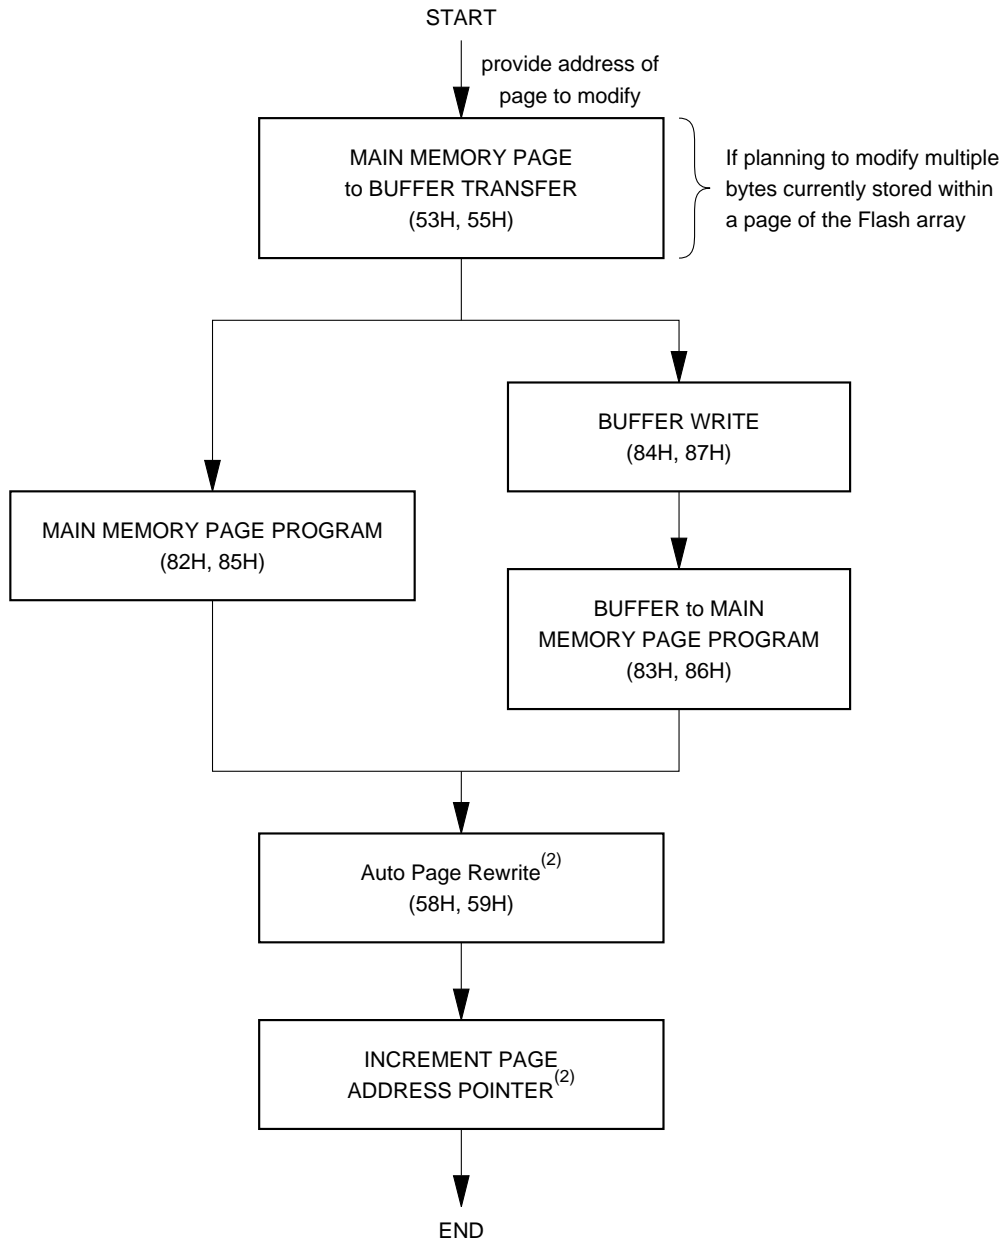 START
provide address of
page to modify
MAIN MEMORY PAGE
to BUFFER TRANSFER
(53H, 55H)
If planning to modify multiple
bytes currently stored within
a page of the Flash array
BUFFER WRITE
(84H, 87H)
MAIN MEMORY PAGE PROGRAM
(82H, 85H)
BUFFER to MAIN
MEMORY PAGE PROGRAM
(83H, 86H)
Auto Page Rewrite(2)
(58H, 59H)
INCREMENT PAGE
ADDRESS POINTER(2)
END